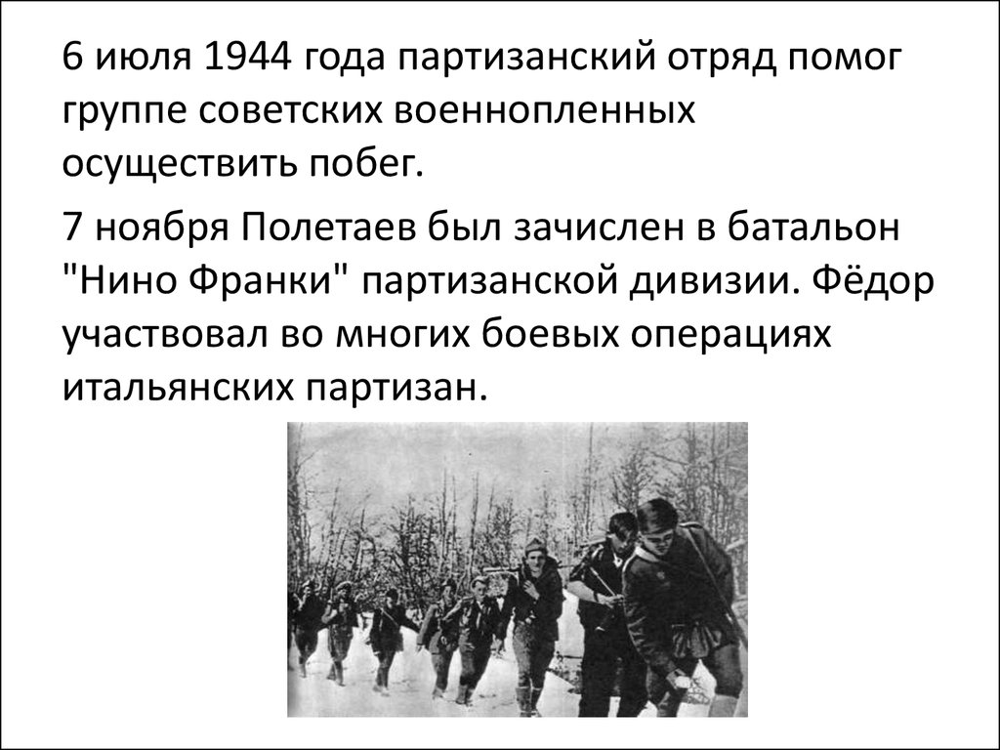 6 июля 1944 года партизанский отряд помог
группе советских военнопленных
осуществить побег.
7 ноября Полетаев был зачислен в батальон
"Нино Франки" партизанской дивизии. Фёдор
участвовал во многих боевых операциях
итальянских партизан.